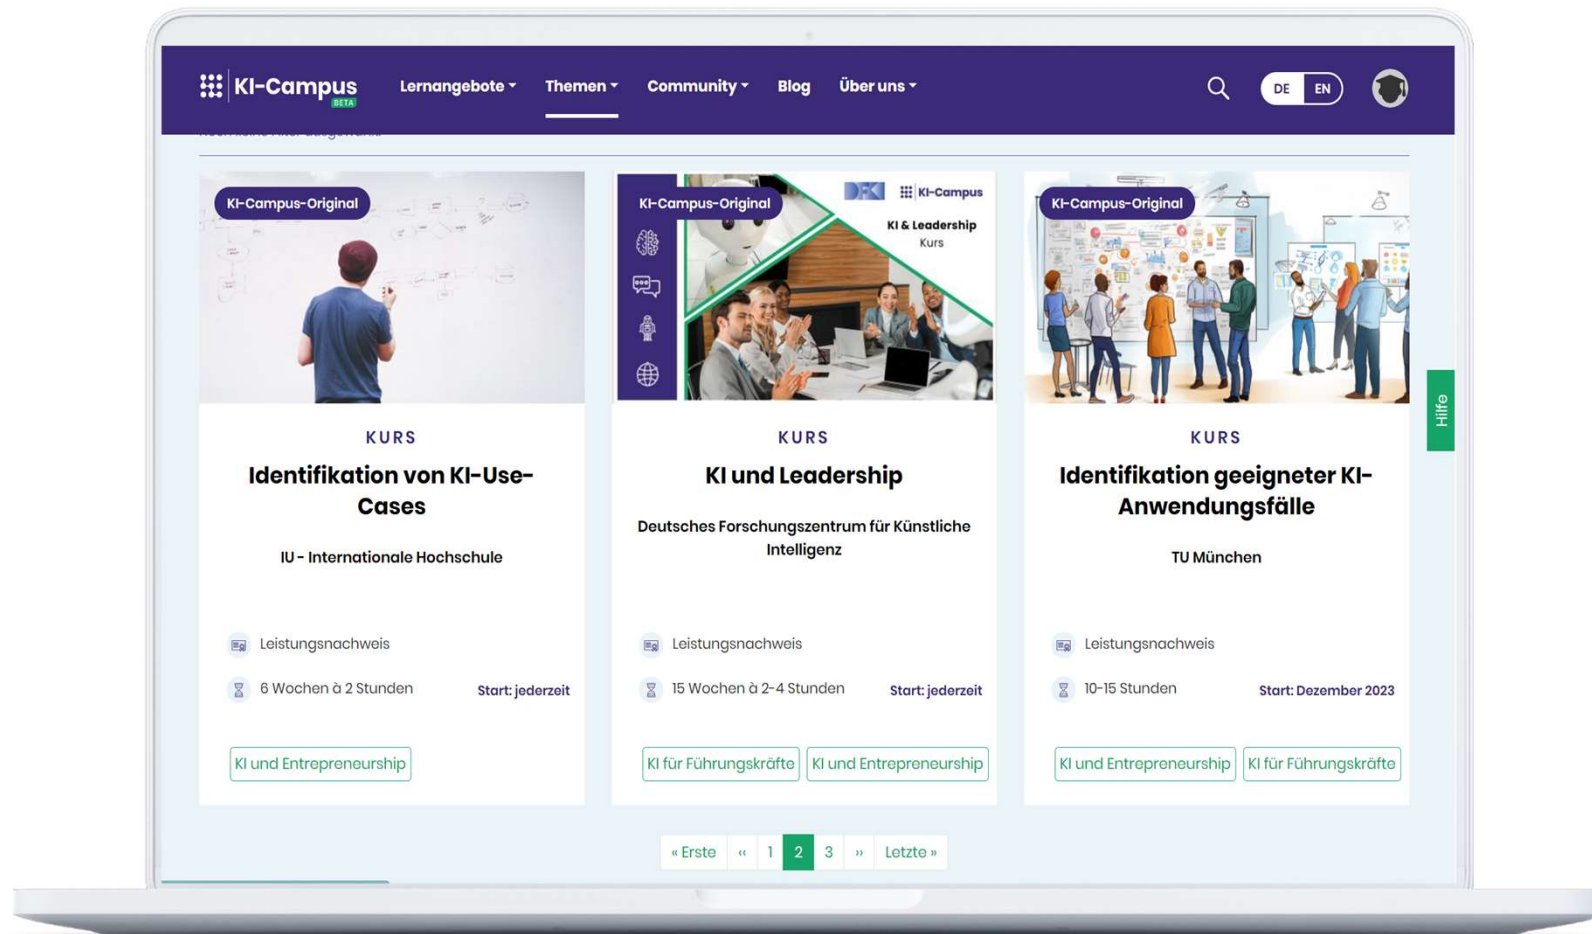 KI-Campus
BETA
Lernangebote
Themen
Community
Blog
Über uns
DE
EN
KI-Campus-Original
KI-Campus-Original
DFKI
KI-Campus
KI & Leadership
Kurs
KI-Campus-Original
Hilfe
KURS
Identifikation von KI-Use-
Cases
IU - Internationale Hochschule
Leistungsnachweis
6 Wochen à 2 Stunden
Start: jederzeit
KI und Entrepreneurship
KURS
KI und Leadership
Deutsches Forschungszentrum für Künstliche
Intelligenz
Leistungsnachweis
15 Wochen à 2-4 Stunden
Start: jederzeit
KI für Führungskräfte
KI und Entrepreneurship
KURS
Identifikation geeigneter KI-
Anwendungsfälle
TU München
Leistungsnachweis
10-15 Stunden
Start: Dezember 2023
KI und Entrepreneurship
KI für Führungskräfte
« Erste ‹‹ 1 2 3 ›› Letzte »